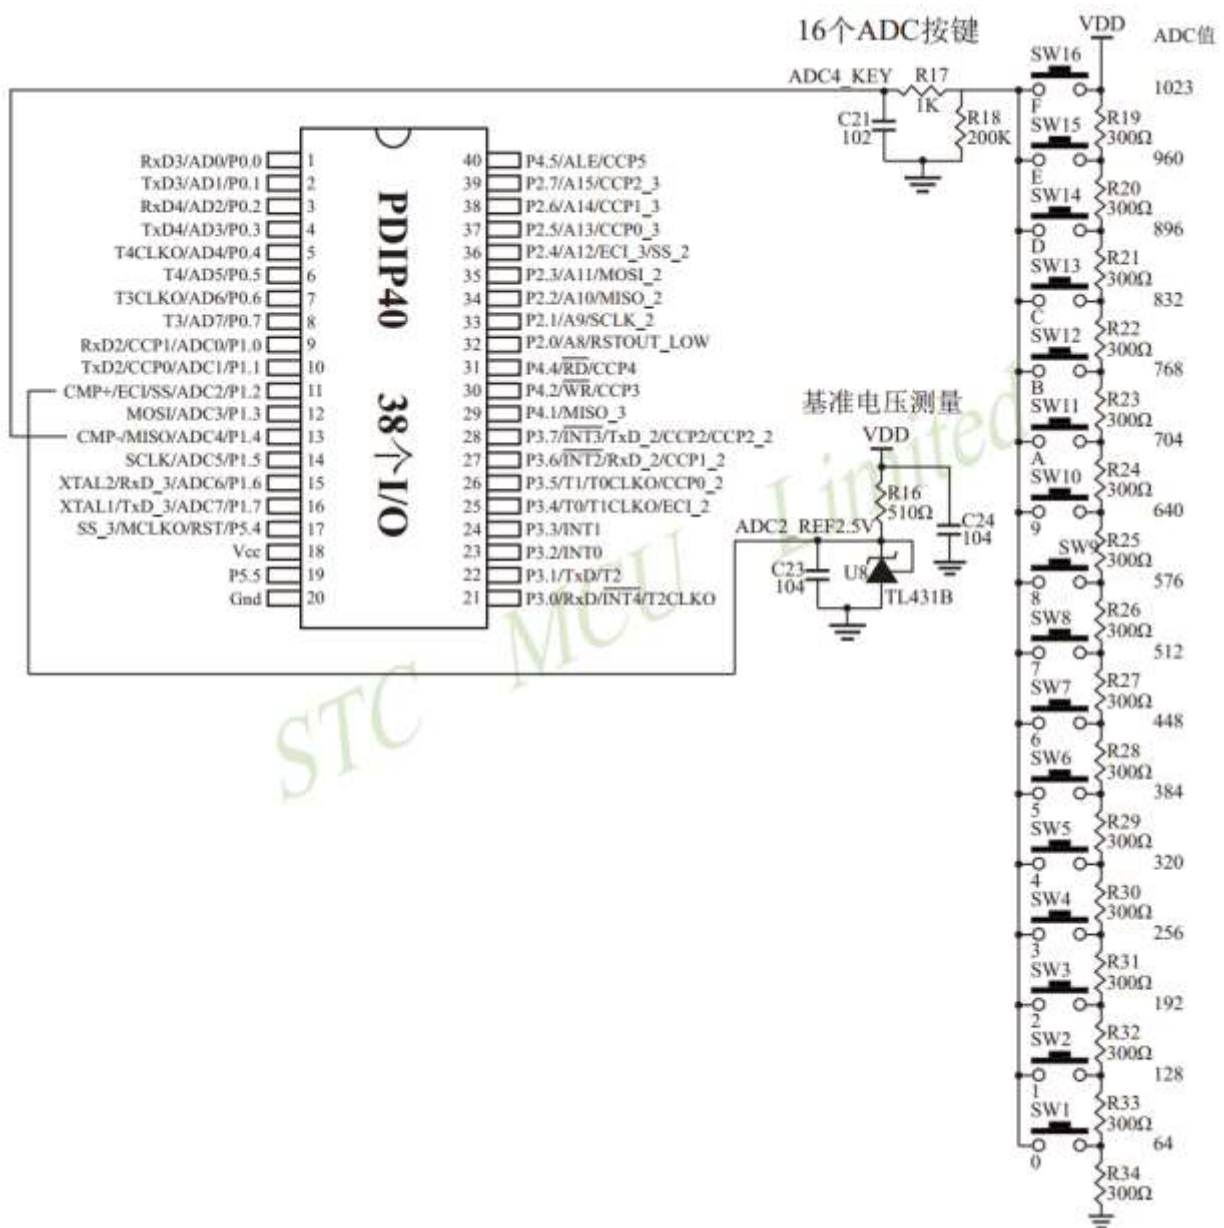 16个ADC按键
VDD
ADC值
ADC4_KEY
R17
1K
C21
102
R18
200K
SW16
1023
F
R19
300Ω
SW15
960
E
R20
300Ω
SW14
896
D
R21
300Ω
SW13
832
C
R22
300Ω
SW12
768
B
R23
300Ω
SW11
704
A
R24
300Ω
SW10
640
9
R25
300Ω
SW9
576
8
R26
300Ω
SW8
512
7
R27
300Ω
SW7
448
6
R28
300Ω
SW6
384
5
R29
300Ω
SW5
320
4
R30
300Ω
SW4
256
3
R31
300Ω
SW3
192
2
R32
300Ω
SW2
128
1
R33
300Ω
SW1
64
0
R34
300Ω
PDIP40 38个I/O
RxD3/AD0/P0.0 1
TxD3/AD1/P0.1 2
RxD4/AD2/P0.2 3
TxD4/AD3/P0.3 4
T4CLKO/AD4/P0.4 5
T4/AD5/P0.5 6
T3CLKO/AD6/P0.6 7
T3/AD7/P0.7 8
RxD2/CCP1/ADC0/P1.0 9
TxD2/CCP0/ADC1/P1.1 10
CMP+/ECI/SS/ADC2/P1.2 11
MOSI/ADC3/P1.3 12
CMP-/MISO/ADC4/P1.4 13
SCLK/ADC5/P1.5 14
XTAL2/RxD_3/ADC6/P1.6 15
XTAL1/TxD_3/ADC7/P1.7 16
SS_3/MCLKO/RST/P5.4 17
Vcc 18
P5.5 19
Gnd 20
40 P4.5/ALE/CCP5
39 P2.7/A15/CCP2_3
38 P2.6/A14/CCP1_3
37 P2.5/A13/CCP0_3
36 P2.4/A12/ECI_3/SS_2
35 P2.3/A11/MOSI_2
34 P2.2/A10/MISO_2
33 P2.1/A9/SCLK_2
32 P2.0/A8/RSTOUT_LOW
31 P4.4/RD/CCP4
30 P4.2/WR/CCP3
29 P4.1/MISO_3
28 P3.7/INT3/TxD_2/CCP2/CCP2_2
27 P3.6/INT2/RxD_2/CCP1_2
26 P3.5/T1/T0CLKO/CCP0_2
25 P3.4/T0/T1CLKO/ECI_2
24 P3.3/INT1
23 P3.2/INT0
22 P3.1/TxD/T2
21 P3.0/RxD/INT4/T2CLKO
基准电压测量
VDD
R16
510Ω
C24
104
ADC2
REF2.5V
C23
104
U8
TL431B
STC MCU Limited